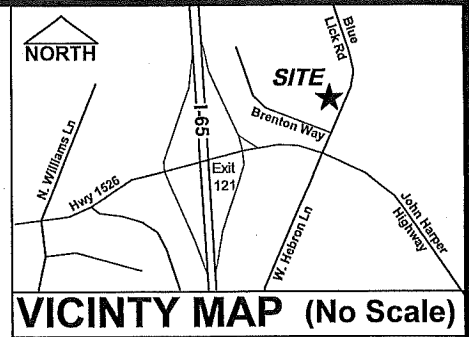 NORTH
Blue
Lick Rd
SITE
Brenton Way
I-65
N. Williams Ln
Hwy 1526
Exit
121
W. Hebron Ln
John Harper
Highway
VICINTY MAP (No Scale)